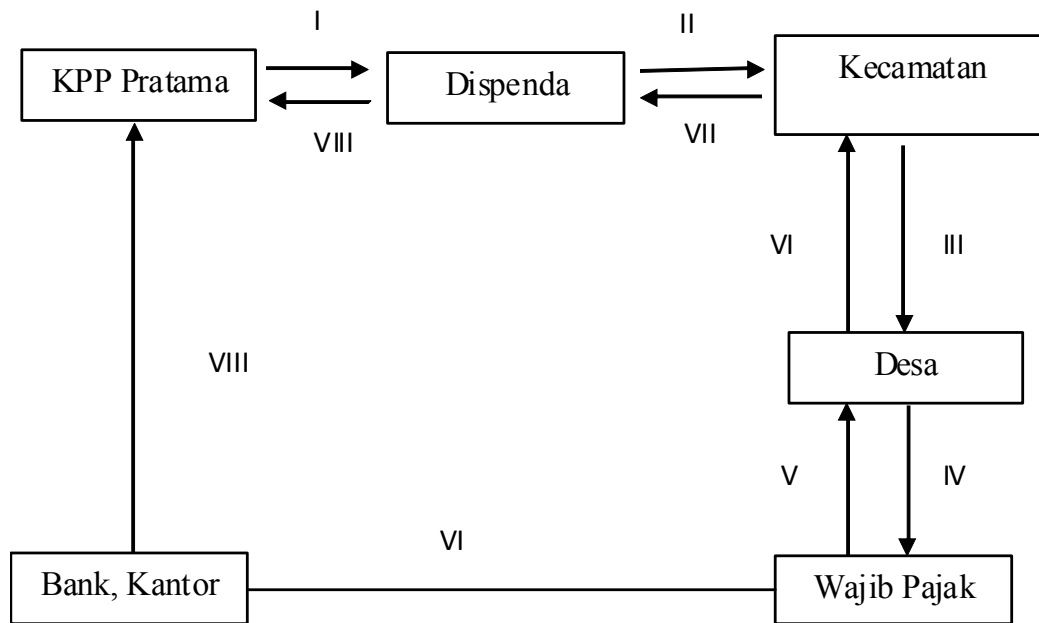 I
II
KPP Pratama
Dispenda
Kecamatan
VIII
VII
VI
III
Desa
VIII
V
IV
VI
Bank, Kantor
Wajib Pajak